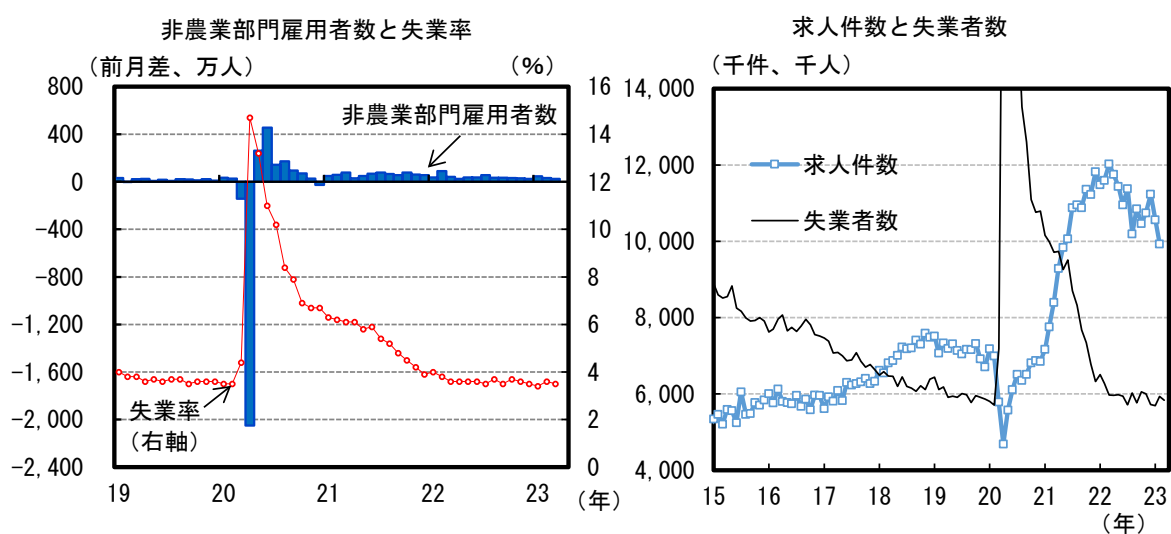 非農業部門雇用者数と失業率
（前月差、万人）
（%）
800
400
0
−400
−800
−1,200
−1,600
−2,000
−2,400
16
14
12
10
8
6
4
2
0
非農業部門雇用者数
失業率
（右軸）
19 20 21 22 23
（年）
求人件数と失業者数
（千件、千人）
14,000
12,000
10,000
8,000
6,000
4,000
求人件数
失業者数
15 16 17 18 19 20 21 22 23
（年）